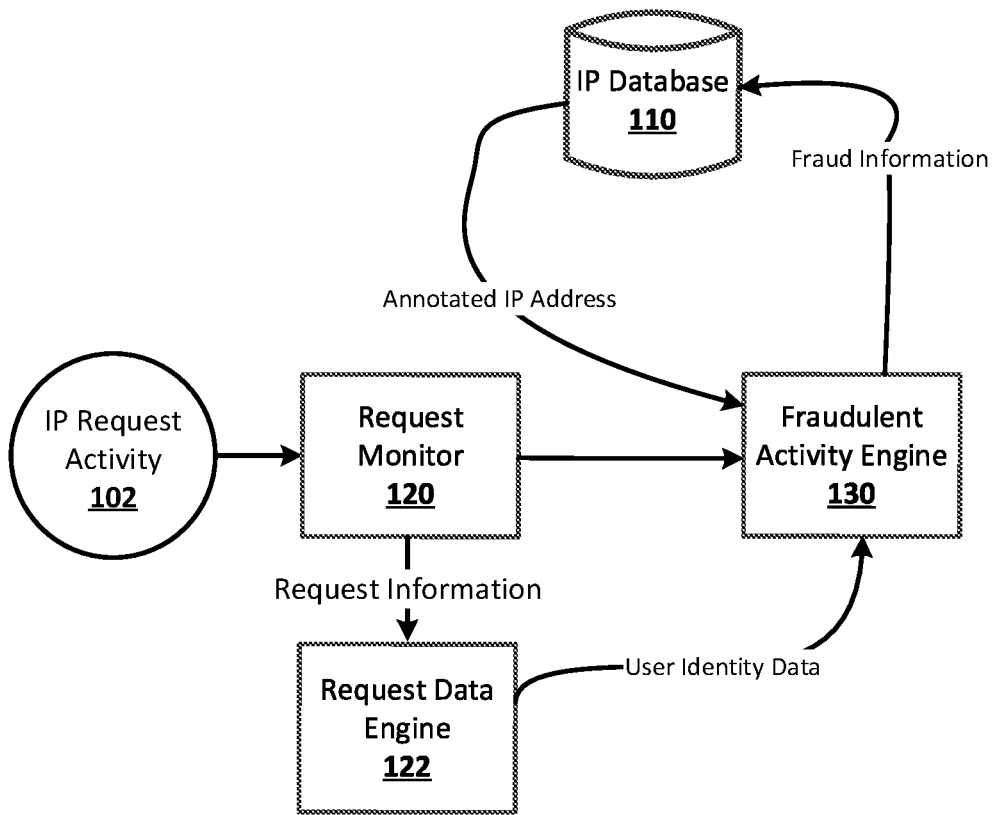 IP Database
110
Fraud Information
Annotated IP Address
IP Request
Activity
102
Request
Monitor
120
Fraudulent
Activity Engine
130
Request Information
Request Data
Engine
122
User Identity Data